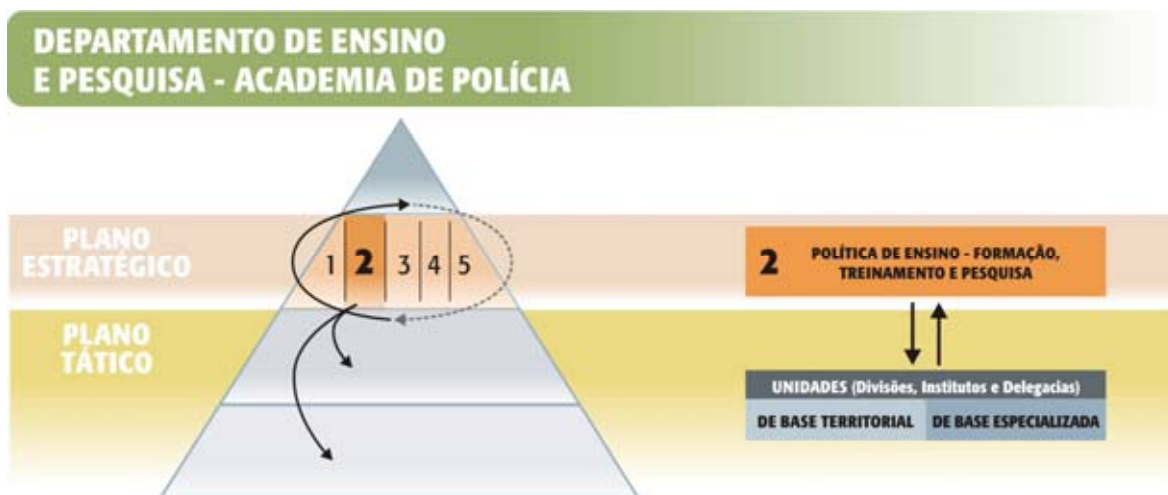 DEPARTAMENTO DE ENSINO
E PESQUISA - ACADEMIA DE POLÍCIA
PLANO
ESTRATÉGICO
1 2 3 4 5
2 POLÍTICA DE ENSINO - FORMAÇÃO,
TREINAMENTO E PESQUISA
PLANO
TÁTICO
UNIDADES (Divisões, Institutos e Delegacias)
DE BASE TERRITORIAL DE BASE ESPECIALIZADA